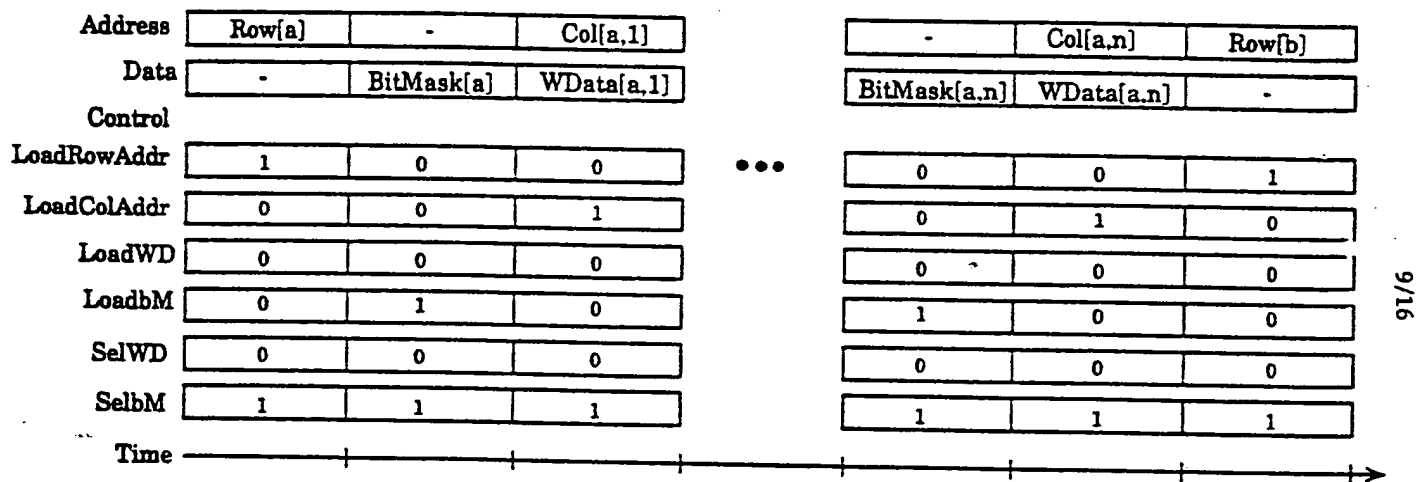 Address Row[a] - Col[a,1] - Col[a,n] Row[b]
Data - BitMask[a] WData[a,1] BitMask[a,n] WData[a,n] -
Control
LoadRowAddr 1 0 0 ••• 0 0 1
LoadColAddr 0 0 1 0 1 0
LoadWD 0 0 0 0 0 0
LoadbM 0 1 0 1 0 0
SelWD 0 0 0 0 0 0
SelbM 1 1 1 1 1 1
Time
9/16